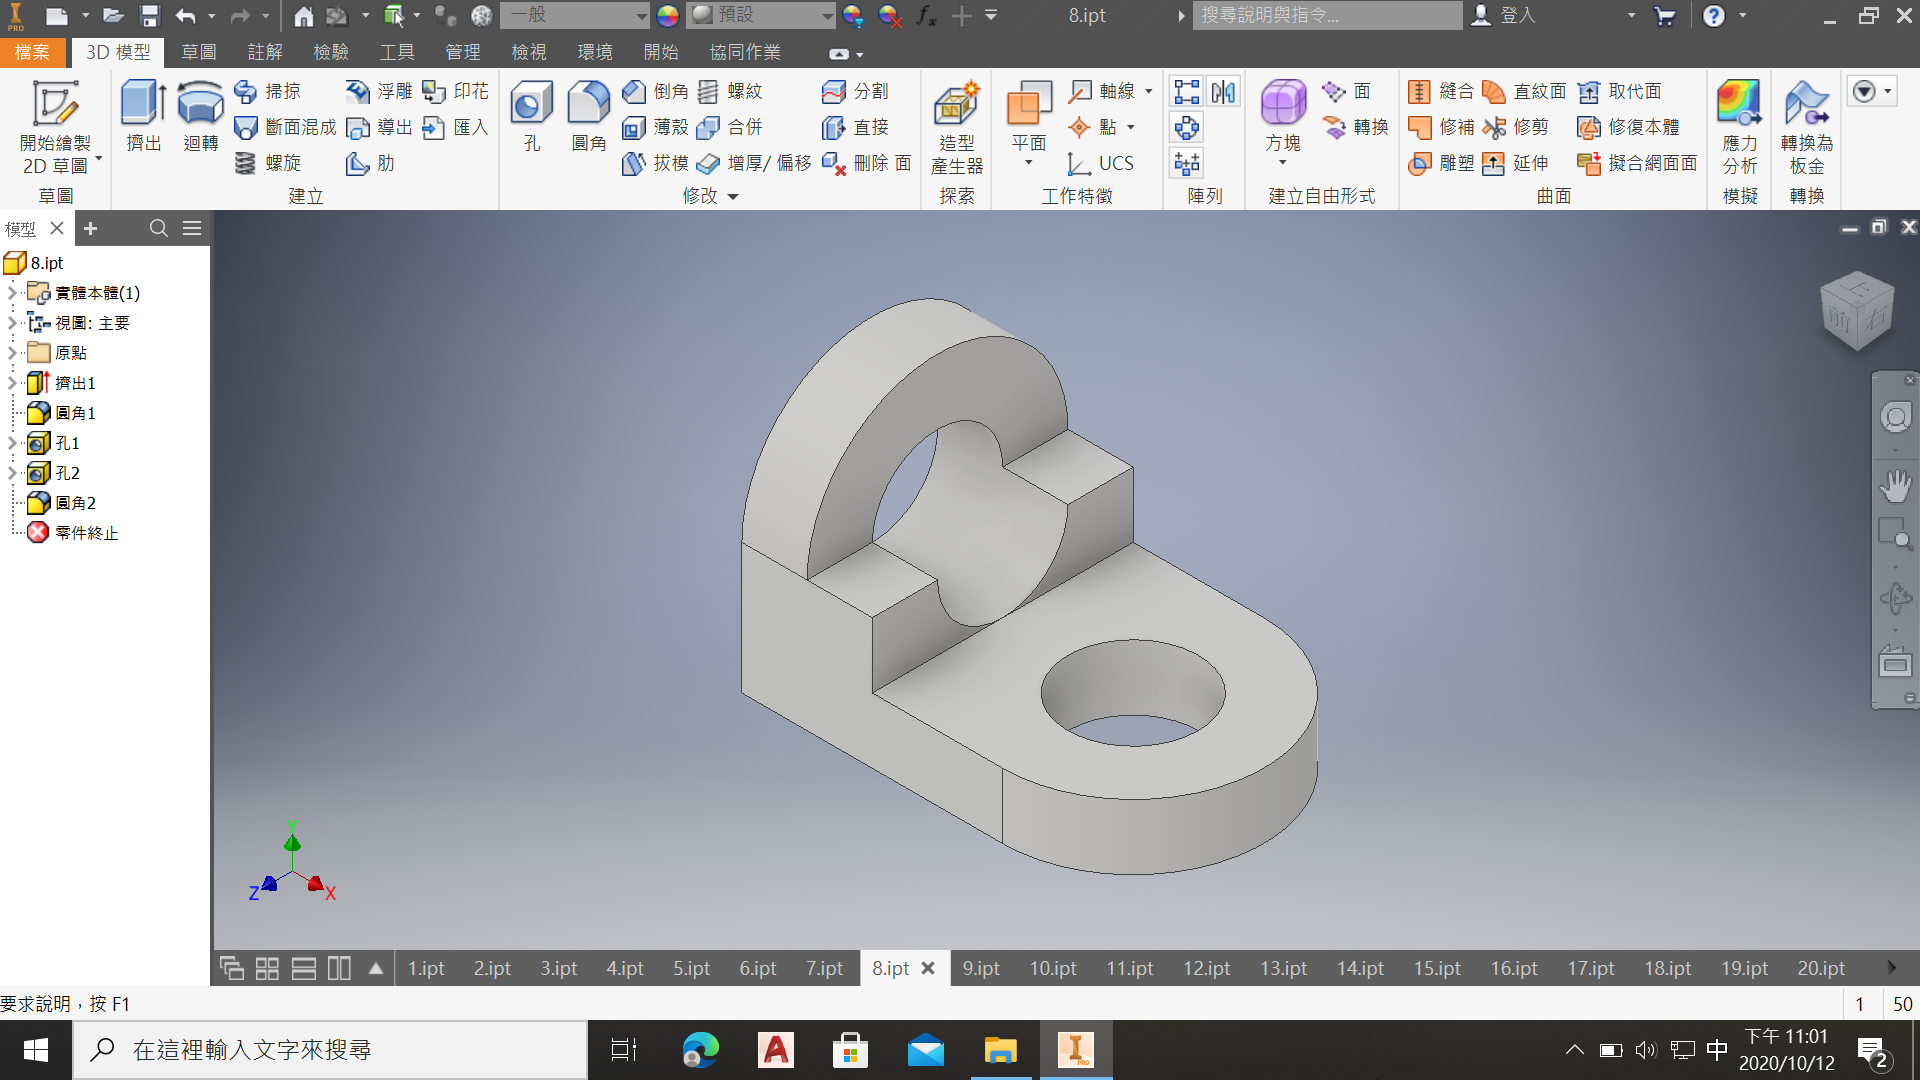 PRO
一般
預設
fx
8.ipt
搜尋說明與指令...
登入
檔案
3D 模型
草圖
註解
檢驗
工具
管理
檢視
環境
開始
協同作業
開始繪製
2D 草圖
草圖
擠出
迴轉
掃掠
斷面混成
螺旋
浮雕
導出
肋
印花
匯入
建立
孔
圓角
倒角
薄殼
拔模
螺紋
合併
增厚/ 偏移
分割
直接
刪除 面
修改
造型
產生器
探索
平面
軸線
點
UCS
工作特徵
陣列
方塊
面
轉換
建立自由形式
縫合
修補
雕塑
直紋面
修剪
延伸
取代面
修復本體
擬合網面面
曲面
應力
分析
模擬
轉換為
板金
轉換
模型
8.ipt
實體本體(1)
視圖: 主要
原點
擠出1
圓角1
孔1
孔2
圓角2
零件終止
上
前
右
Y
Z
X
1.ipt
2.ipt
3.ipt
4.ipt
5.ipt
6.ipt
7.ipt
8.ipt
9.ipt
10.ipt
11.ipt
12.ipt
13.ipt
14.ipt
15.ipt
16.ipt
17.ipt
18.ipt
19.ipt
20.ipt
要求說明，按 F1
1
50
在這裡輸入文字來搜尋
中
下午 11:01
2020/10/12
2